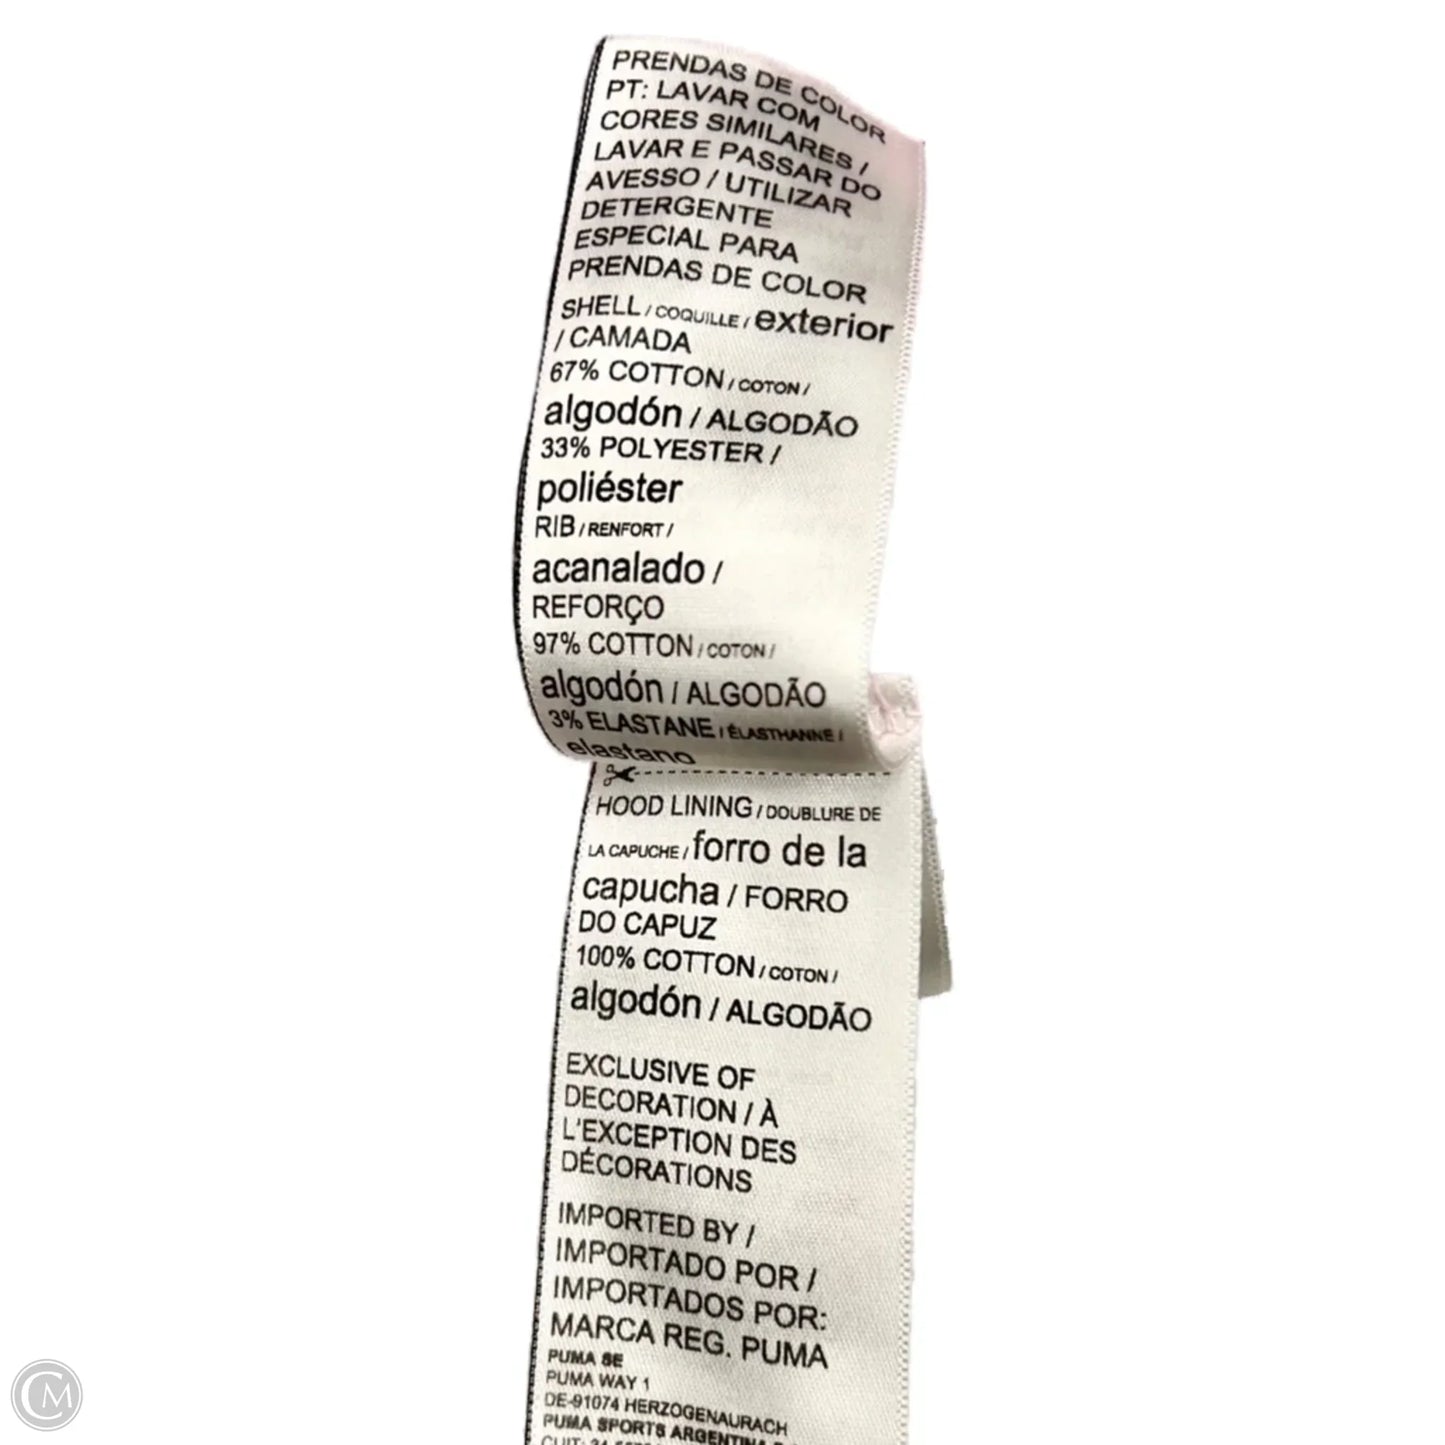 PRENDAS DE COLOR
PT: LAVAR COM
CORES SIMILARES /
LAVAR E PASSAR DO
AVESSO / UTILIZAR
DETERGENTE
ESPECIAL PARA
PRENDAS DE COLOR
SHELL / COQUILLE / exterior
/ CAMADA
67% COTTON / COTON /
algodón / ALGODÃO
33% POLYESTER /
poliéster
RIB / RENFORT /
acanalado /
REFORÇO
97% COTTON / COTON /
algodón / ALGODÃO
3% ELASTANE / ÉLASTHANNE /
elastano
HOOD LINING / DOUBLURE DE
LA CAPUCHE / forro de la
capucha / FORRO
DO CAPUZ
100% COTTON / COTON /
algodón / ALGODÃO
EXCLUSIVE OF
DECORATION / À
L'EXCEPTION DES
DÉCORATIONS
IMPORTED BY /
IMPORTADO POR /
IMPORTADOS POR:
MARCA REG. PUMA
PUMA SE
PUMA WAY 1
DE-91074 HERZOGENAURACH
PUMA SPORTS ARGENTINA
CUIT:
CM